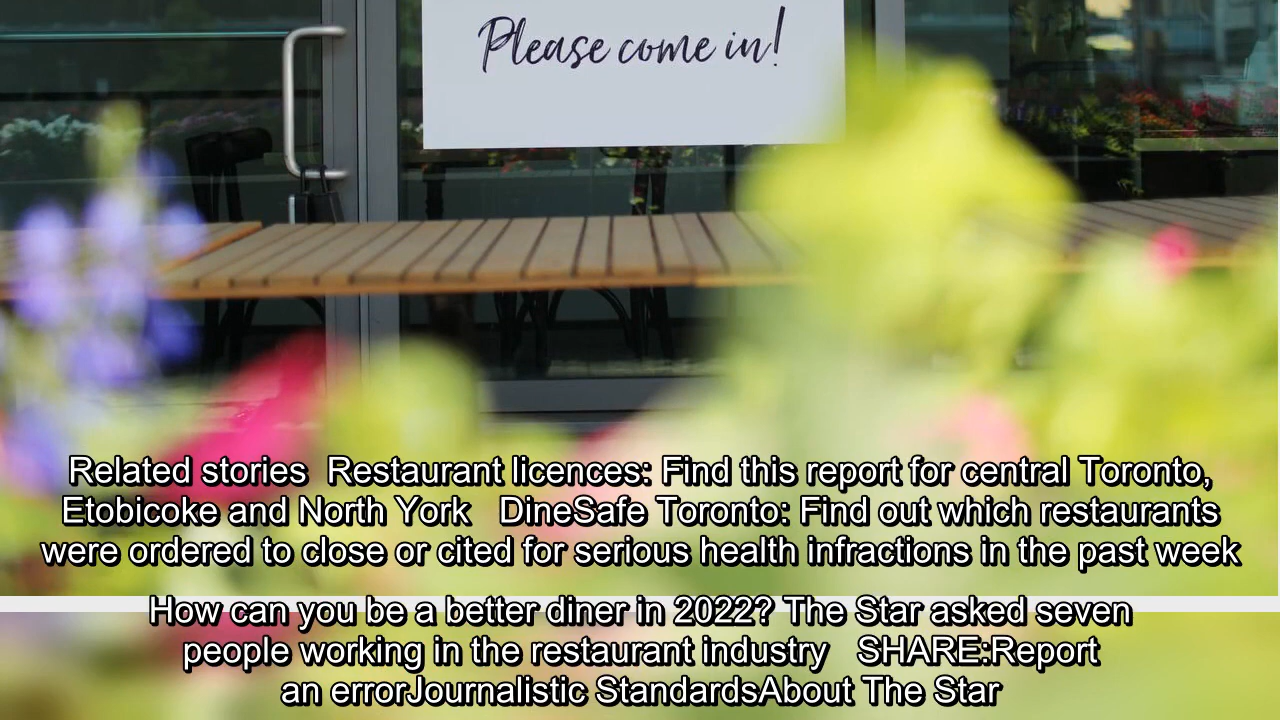 Please come in!
Related stories Restaurant licences: Find this report for central Toronto,
Etobicoke and North York DineSafe Toronto: Find out which restaurants
were ordered to close or cited for serious health infractions in the past week
How can you be a better diner in 2022? The Star asked seven
people working in the restaurant industry SHARE:Report
an errorJournalistic StandardsAbout The Star